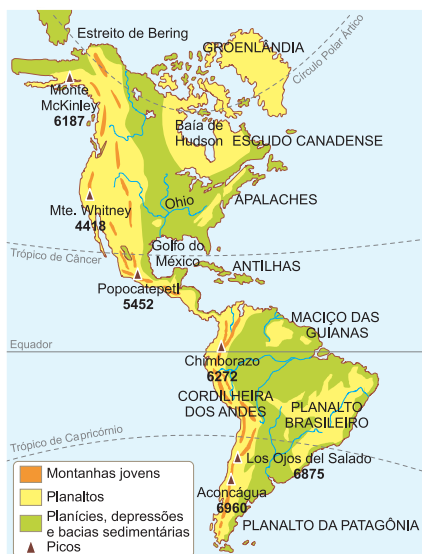 Estreito de Bering
GROENLÂNDIA
Círculo Polar Ártico
Monte
McKinley
6187
Baía de
Hudson
ESCUDO CANADENSE
Ohio
APALACHES
Mte. Whitney
4418
Golfo do
México
Trópico de Câncer
ANTILHAS
Popocatepetl
5452
MACIÇO DAS
GUIANAS
Equador
Chimborazo
6272
CORDILHEIRA
DOS ANDES
PLANALTO
BRASILEIRO
Trópico de Capricórnio
Los Ojos del Salado
6875
Aconcágua
6960
PLANALTO DA PATAGÔNIA
Montanhas jovens
Planaltos
Planícies, depressões
e bacias sedimentárias
Picos